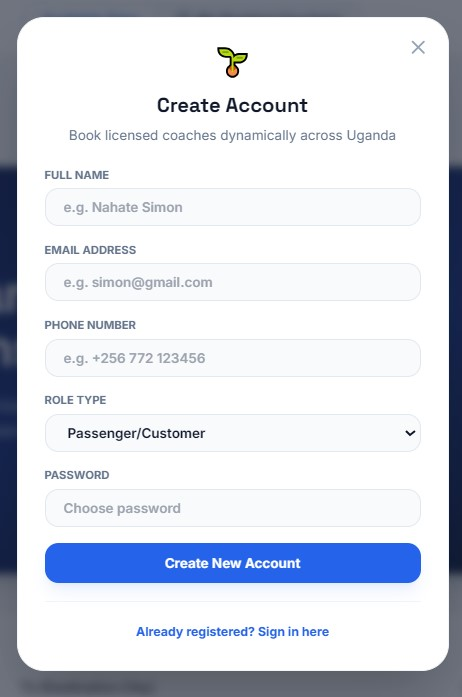 Create Account
Book licensed coaches dynamically across Uganda
FULL NAME
e.g. Nahate Simon
EMAIL ADDRESS
e.g. simon@gmail.com
PHONE NUMBER
e.g. +256 772 123456
ROLE TYPE
Passenger/Customer
PASSWORD
Choose password
Create New Account
Already registered? Sign in here